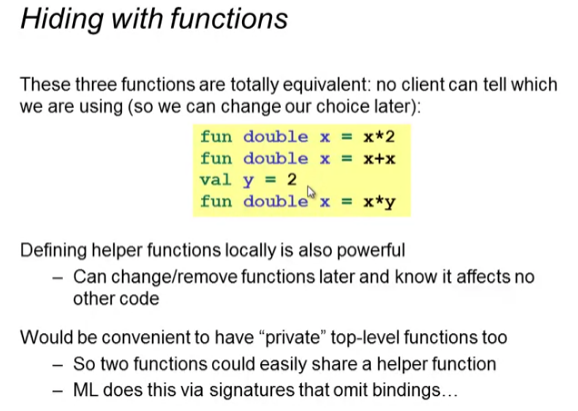 Hiding with functions
These three functions are totally equivalent: no client can tell which
we are using (so we can change our choice later):
fun double x = x*2
fun double x = x+x
val y = 2
fun double x = x*y
Defining helper functions locally is also powerful
– Can change/remove functions later and know it affects no
other code
Would be convenient to have “private” top-level functions too
– So two functions could easily share a helper function
– ML does this via signatures that omit bindings…